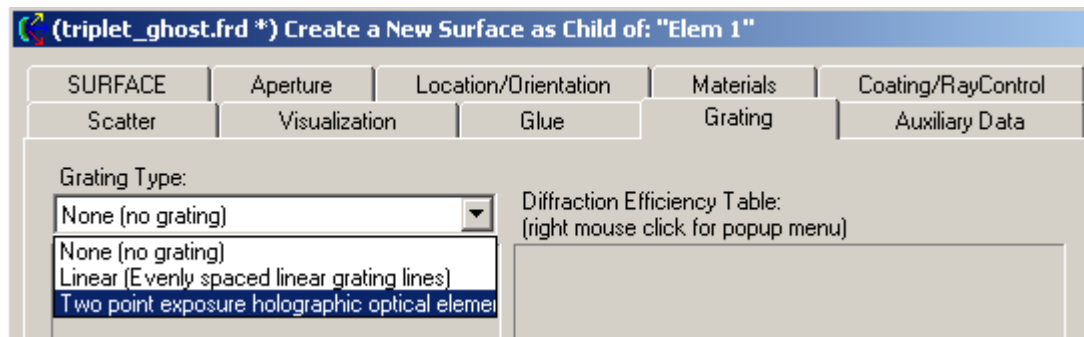 (triplet_ghost.frd *) Create a New Surface as Child of: "Elem 1"
SURFACE Aperture Location/Orientation Materials Coating/RayControl
Scatter Visualization Glue Grating Auxiliary Data
Grating Type:
None (no grating)
None (no grating)
Linear (Evenly spaced linear grating lines)
Two point exposure holographic optical elemer
Diffraction Efficiency Table:
(right mouse click for popup menu)